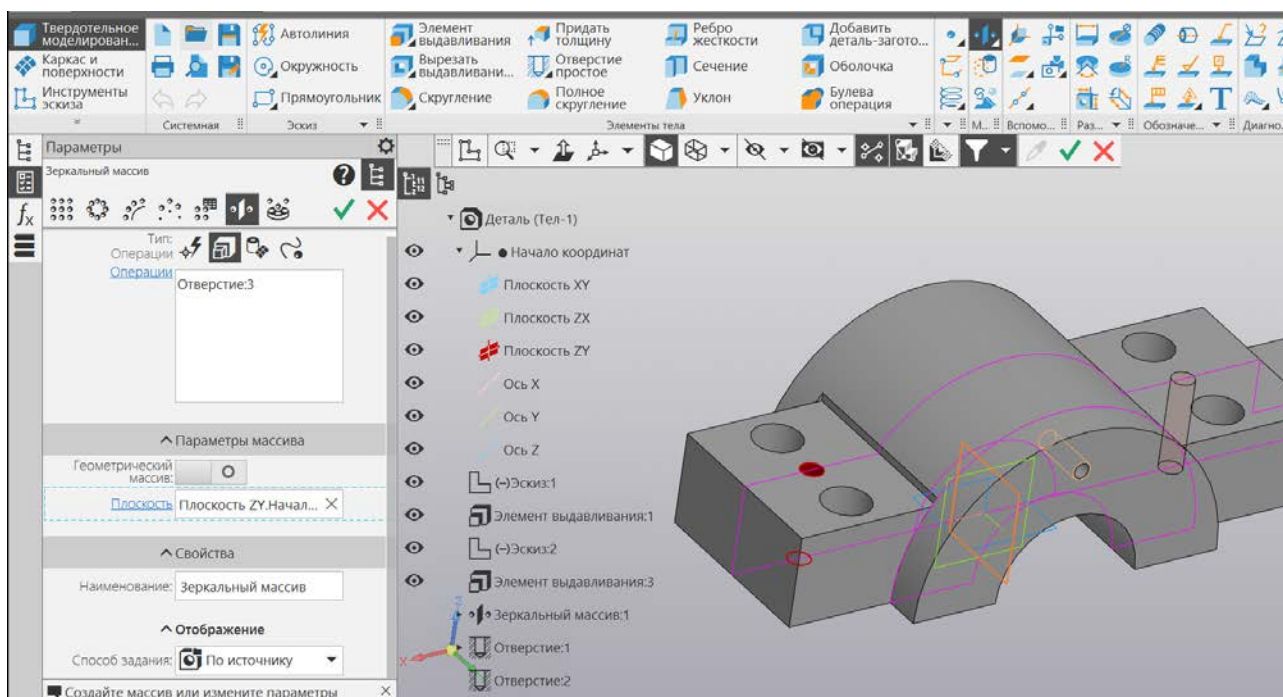 Твердотельное
моделирован...
Автолиния
Элемент
выдавливания
Придать
толщину
Ребро
жесткости
Добавить
деталь-загото...
Каркас и
поверхности
Окружность
Вырезать
выдавливани...
Отверстие
простое
Сечение
Оболочка
Инструменты
эскиза
Прямоугольник
Скругление
Полное
скругление
Уклон
Булева
операция
Системная
Эскиз
Элементы тела
М...
Вспомо...
Раз...
Обозначе...
Диагно
Параметры
Зеркальный массив
Тип:
Операции
Операции
Отверстие:3
Параметры массива
Геометрический
массив:
Плоскость
Плоскость ZY.Начал...
Свойства
Наименование:
Зеркальный массив
Отображение
Способ задания:
По источнику
Создайте массив или измените параметры
Деталь (Тел-1)
Начало координат
Плоскость XY
Плоскость ZX
Плоскость ZY
Ось X
Ось Y
Ось Z
(-)Эскиз:1
Элемент выдавливания:1
(-)Эскиз:2
Элемент выдавливания:3
Зеркальный массив:1
Отверстие:1
Отверстие:2
X